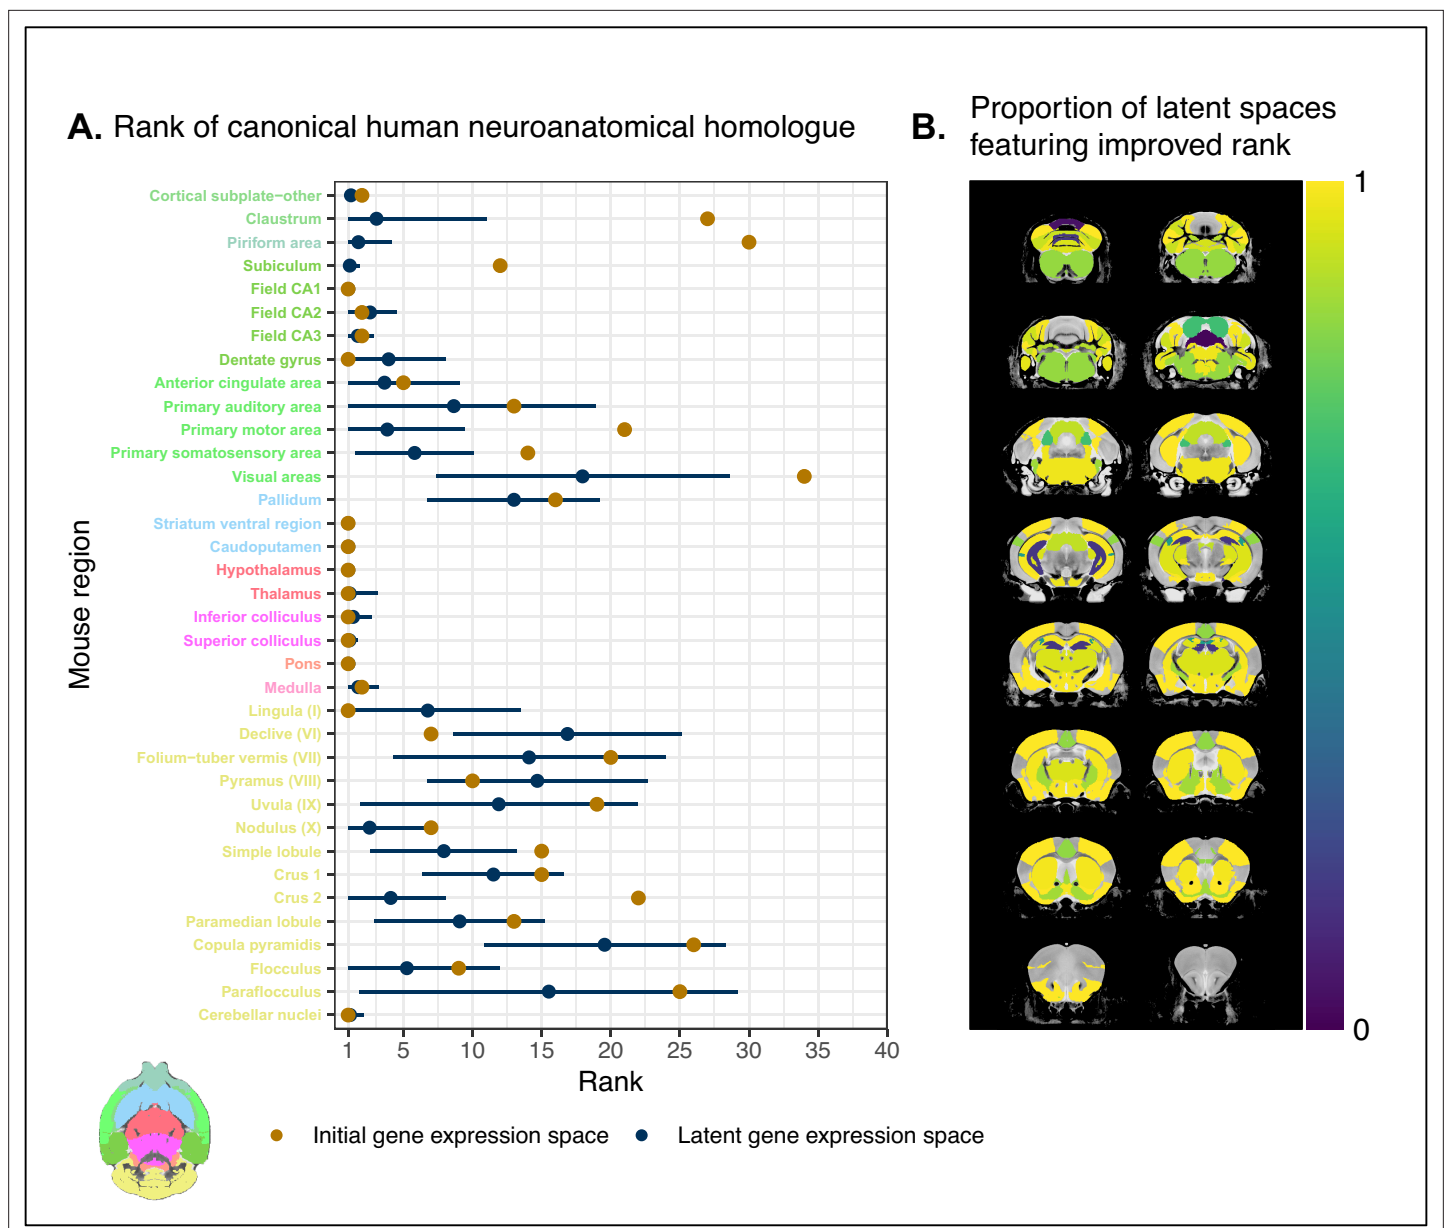 A. Rank of canonical human neuroanatomical homologue
Mouse region
Cortical subplate−other
Claustrum
Piriform area
Subiculum
Field CA1
Field CA2
Field CA3
Dentate gyrus
Anterior cingulate area
Primary auditory area
Primary motor area
Primary somatosensory area
Visual areas
Pallidum
Striatum ventral region
Caudoputamen
Hypothalamus
Thalamus
Inferior colliculus
Superior colliculus
Pons
Medulla
Lingula (I)
Declive (VI)
Folium−tuber vermis (VII)
Pyramus (VIII)
Uvula (IX)
Nodulus (X)
Simple lobule
Crus 1
Crus 2
Paramedian lobule
Copula pyramidis
Flocculus
Paraflocculus
Cerebellar nuclei
1 5 10 15 20 25 30 35 40
Rank
Initial gene expression space Latent gene expression space
B. Proportion of latent spaces
featuring improved rank
1
0